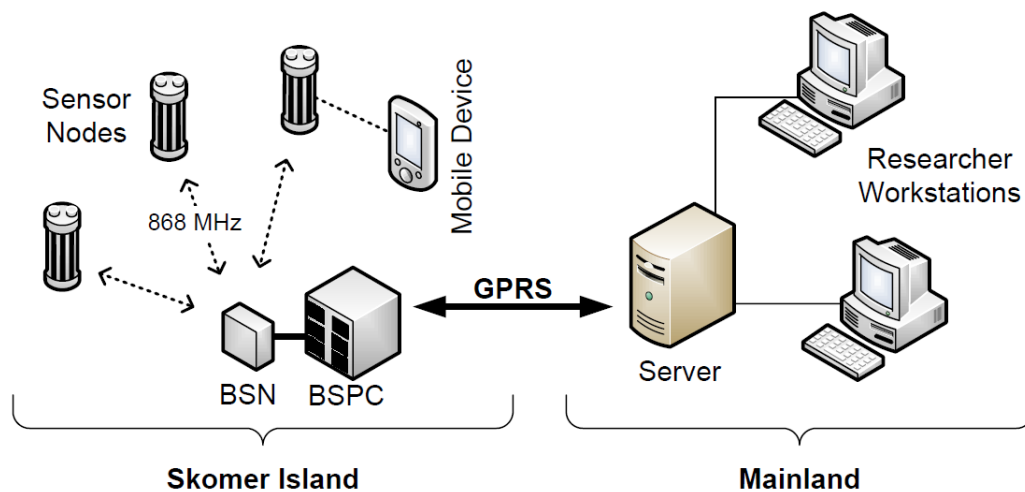 Sensor
Nodes
Mobile Device
868 MHz
BSN
BSPC
GPRS
Server
Researcher
Workstations
Skomer Island
Mainland